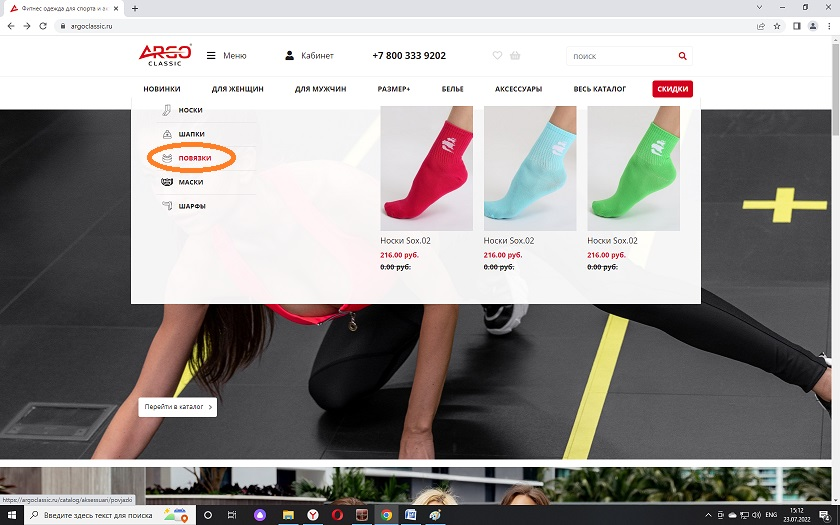 Фитнес одежда для спорта и ак
argoclassic.ru
ARGO
CLASSIC
Меню
Кабинет
+7 800 333 9202
поиск
НОВИНКИ
ДЛЯ ЖЕНЩИН
ДЛЯ МУЖЧИН
РАЗМЕР+
БЕЛЬЕ
АКСЕССУАРЫ
ВЕСЬ КАТАЛОГ
СКИДКИ
НОСКИ
ШАПКИ
ПОВЯЗКИ
МАСКИ
ШАРФЫ
Носки Sox.02
216.00 руб.
0.00 руб.
Носки Sox.02
216.00 руб.
0.00 руб.
Носки Sox.02
216.00 руб.
0.00 руб.
Перейти в каталог
https://argoclassic.ru/catalog/aksessuari/povjazki
Введите здесь текст для поиска
ENG
15:12
23.07.2022